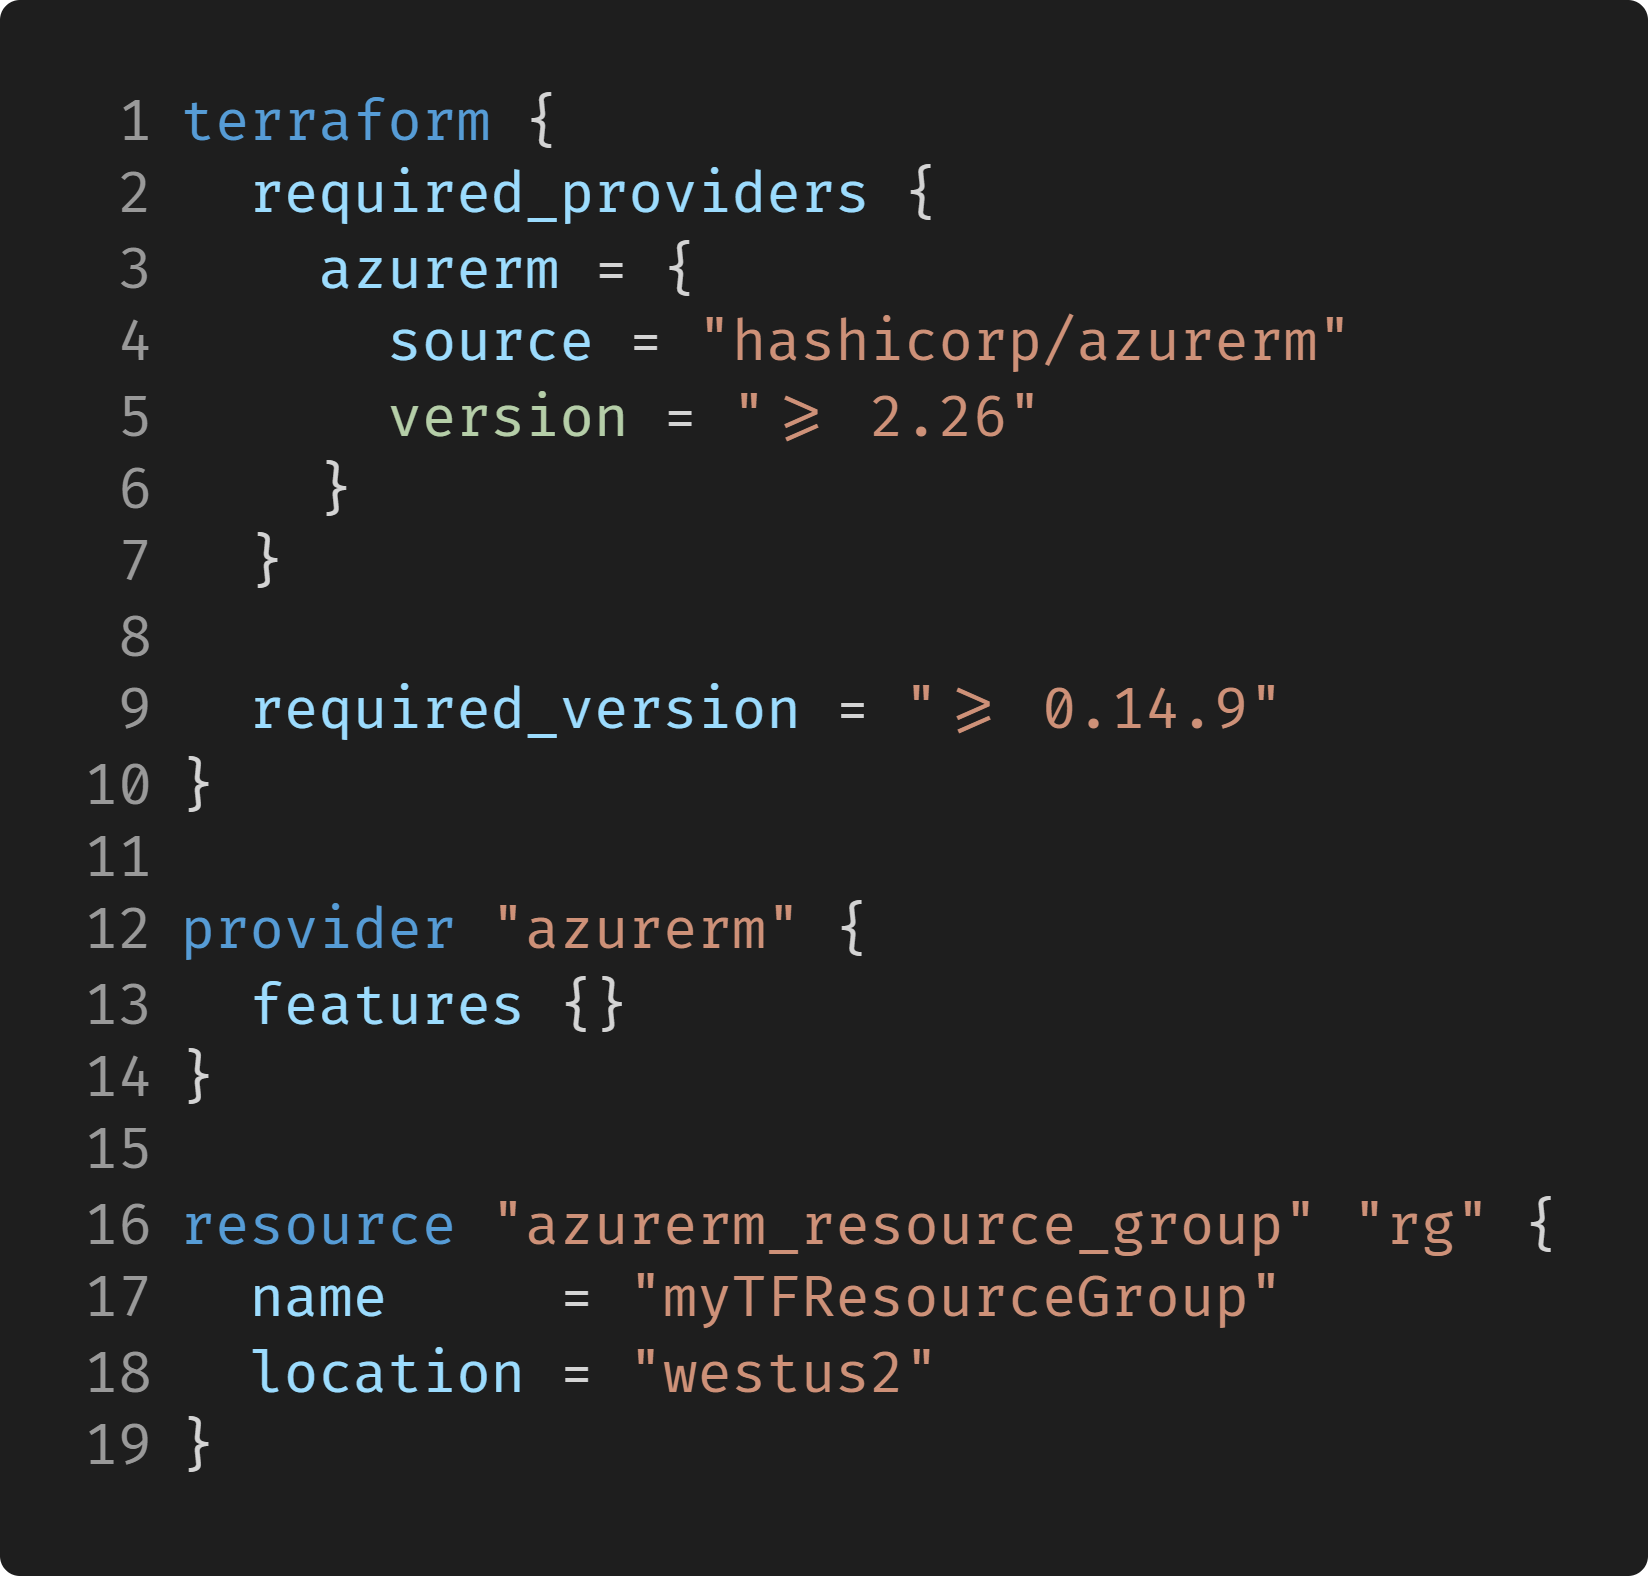 1 terraform {
2   required_providers {
3     azurerm = {
4       source = "hashicorp/azurerm"
5       version = ">= 2.26"
6     }
7   }
8
9   required_version = ">= 0.14.9"
10 }
11
12 provider "azurerm" {
13   features {}
14 }
15
16 resource "azurerm_resource_group" "rg" {
17   name     = "myTFResourceGroup"
18   location = "westus2"
19 }